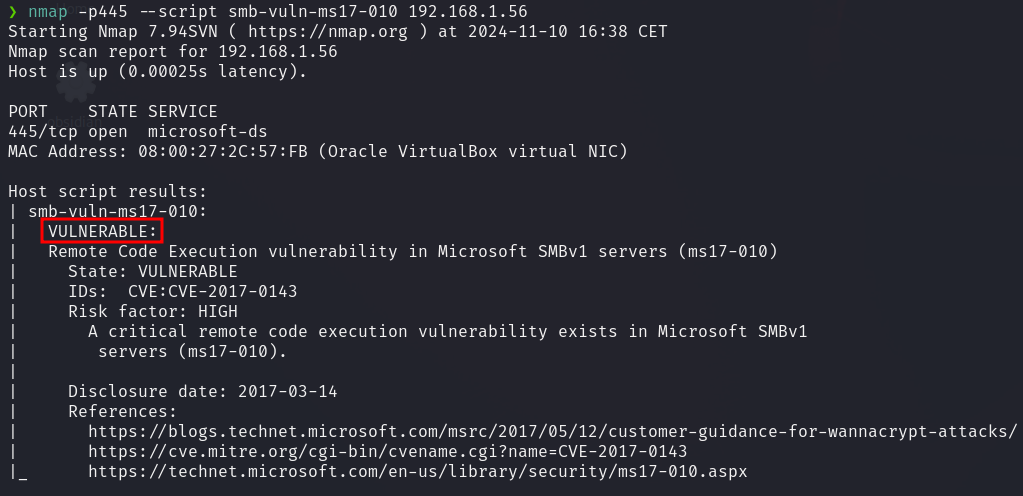 ❯ nmap -p445 --script smb-vuln-ms17-010 192.168.1.56
Starting Nmap 7.94SVN ( https://nmap.org ) at 2024-11-10 16:38 CET
Nmap scan report for 192.168.1.56
Host is up (0.00025s latency).

PORT    STATE SERVICE
445/tcp open  microsoft-ds
MAC Address: 08:00:27:2C:57:FB (Oracle VirtualBox virtual NIC)

Host script results:
| smb-vuln-ms17-010:
|   VULNERABLE:
|   Remote Code Execution vulnerability in Microsoft SMBv1 servers (ms17-010)
|     State: VULNERABLE
|     IDs:  CVE:CVE-2017-0143
|     Risk factor: HIGH
|       A critical remote code execution vulnerability exists in Microsoft SMBv1
|        servers (ms17-010).
|
|     Disclosure date: 2017-03-14
|     References:
|       https://blogs.technet.microsoft.com/msrc/2017/05/12/customer-guidance-for-wannacrypt-attacks/
|       https://cve.mitre.org/cgi-bin/cvename.cgi?name=CVE-2017-0143
|_      https://technet.microsoft.com/en-us/library/security/ms17-010.aspx